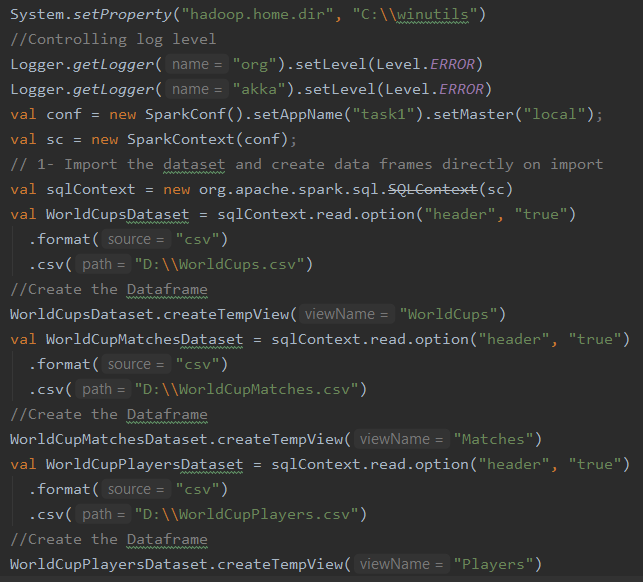 System.setProperty("hadoop.home.dir", "C:\\winutils")
//Controlling log level
Logger.getLogger( name = "org").setLevel(Level.ERROR)
Logger.getLogger( name = "akka").setLevel(Level.ERROR)
val conf = new SparkConf().setAppName("task1").setMaster("local");
val sc = new SparkContext(conf);
// 1- Import the dataset and create data frames directly on import
val sqlContext = new org.apache.spark.sql.SQLContext(sc)
val WorldCupsDataset = sqlContext.read.option("header", "true")
.format( source = "csv")
.csv( path = "D:\\WorldCups.csv")
//Create the Dataframe
WorldCupsDataset.createTempView( viewName = "WorldCups")
val WorldCupMatchesDataset = sqlContext.read.option("header", "true")
.format( source = "csv")
.csv( path = "D:\\WorldCupMatches.csv")
//Create the Dataframe
WorldCupMatchesDataset.createTempView( viewName = "Matches")
val WorldCupPlayersDataset = sqlContext.read.option("header", "true")
.format( source = "csv")
.csv( path = "D:\\WorldCupPlayers.csv")
//Create the Dataframe
WorldCupPlayersDataset.createTempView( viewName = "Players")